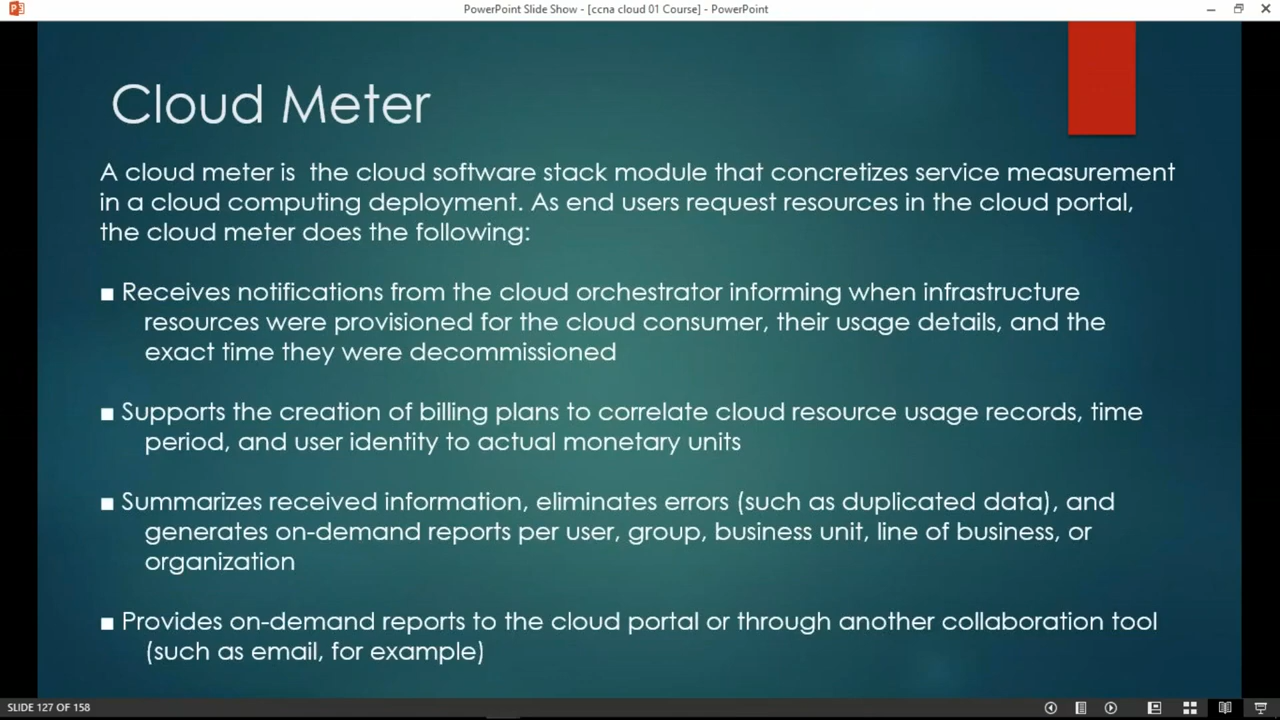 PowerPoint Slide Show - [ccna cloud 01 Course] - PowerPoint
Cloud Meter
A cloud meter is  the cloud software stack module that concretizes service measurement
in a cloud computing deployment. As end users request resources in the cloud portal,
the cloud meter does the following:
■ Receives notifications from the cloud orchestrator informing when infrastructure
resources were provisioned for the cloud consumer, their usage details, and the
exact time they were decommissioned
■ Supports the creation of billing plans to correlate cloud resource usage records, time
period, and user identity to actual monetary units
■ Summarizes received information, eliminates errors (such as duplicated data), and
generates on-demand reports per user, group, business unit, line of business, or
organization
■ Provides on-demand reports to the cloud portal or through another collaboration tool
(such as email, for example)
SLIDE 127 OF 158